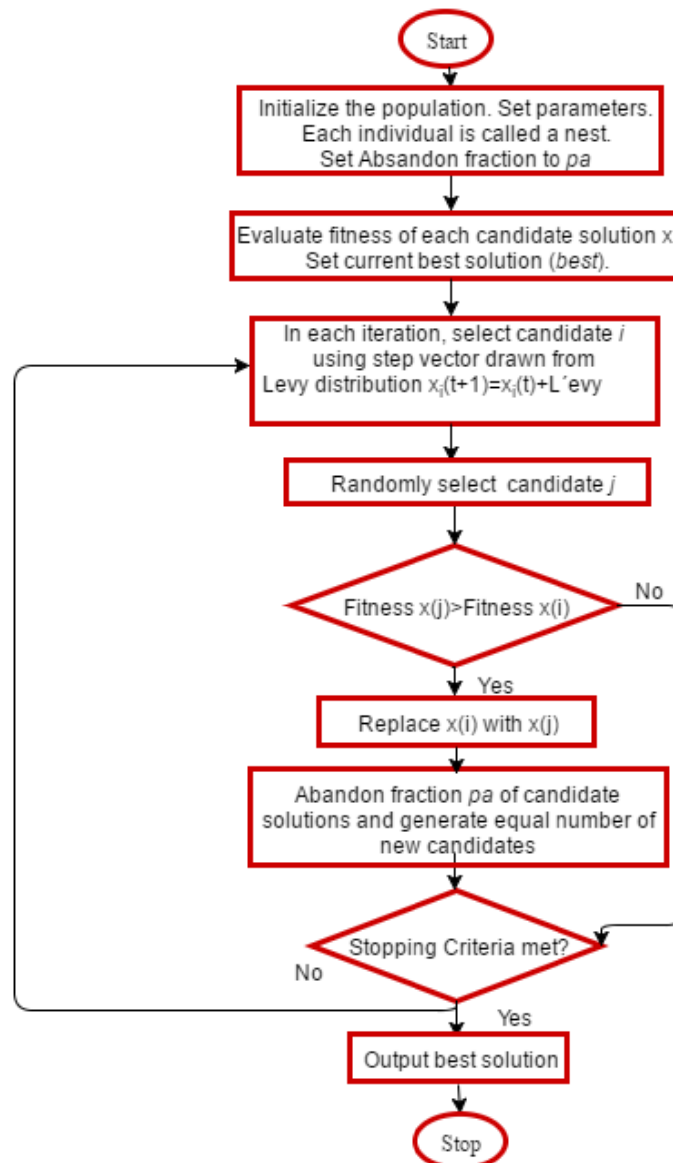 Start
Initialize the population. Set parameters.
Each individual is called a nest.
Set Absandon fraction to pa
Evaluate fitness of each candidate solution x
Set current best solution (best).
In each iteration, select candidate i
using step vector drawn from
Levy distribution xᵢ(t+1)=xᵢ(t)+L´evy
Randomly select candidate j
Fitness x(j)>Fitness x(i)
No
Yes
Replace x(i) with x(j)
Abandon fraction pa of candidate
solutions and generate equal number of
new candidates
Stopping Criteria met?
No
Yes
Output best solution
Stop